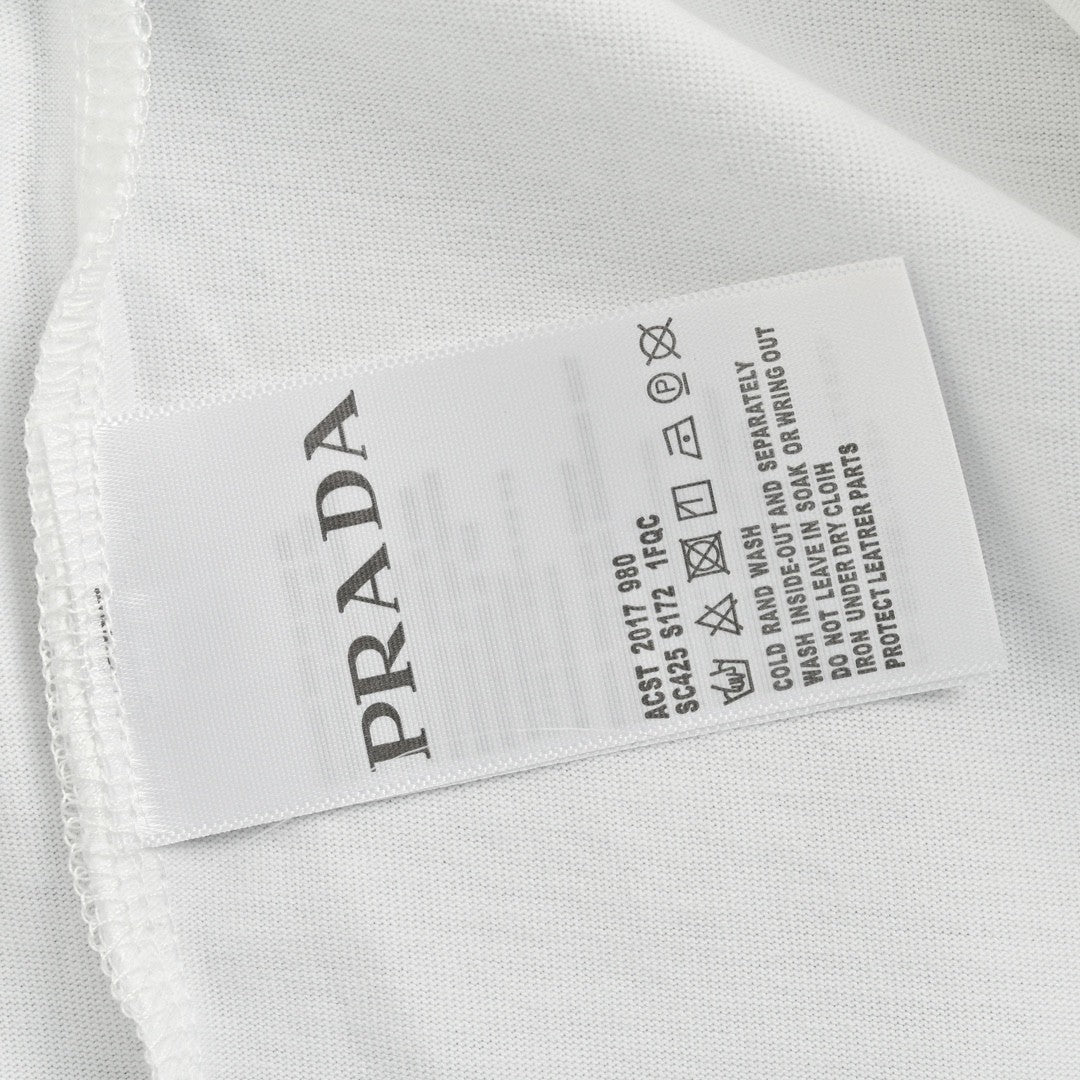 PRADA
ACST 2017 980
SC425 S172 1FQC
COLD RAND WASH
WASH INSIDE-OUT AND SEPARATELY
DO NOT LEAVE IN SOAK OR WRING OUT
IRON UNDER DRY CLOIH
PROTECT LEATRER PARTS